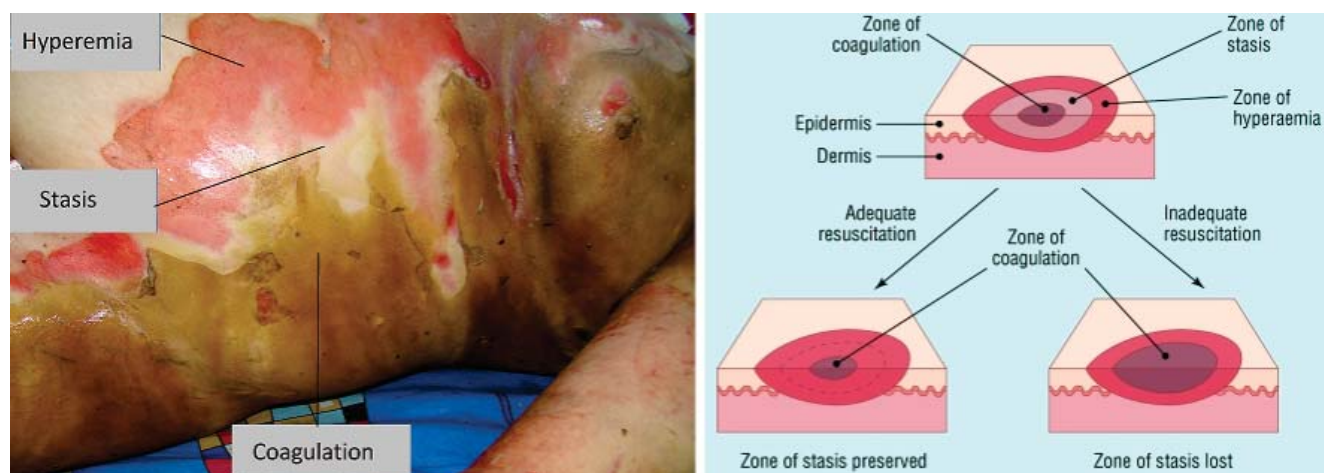 Hyperemia
Stasis
Coagulation
Zone of
coagulation
Zone of
stasis
Zone of
hyperaemia
Epidermis
Dermis
Adequate
resuscitation
Inadequate
resuscitation
Zone of
coagulation
Zone of stasis preserved
Zone of stasis lost